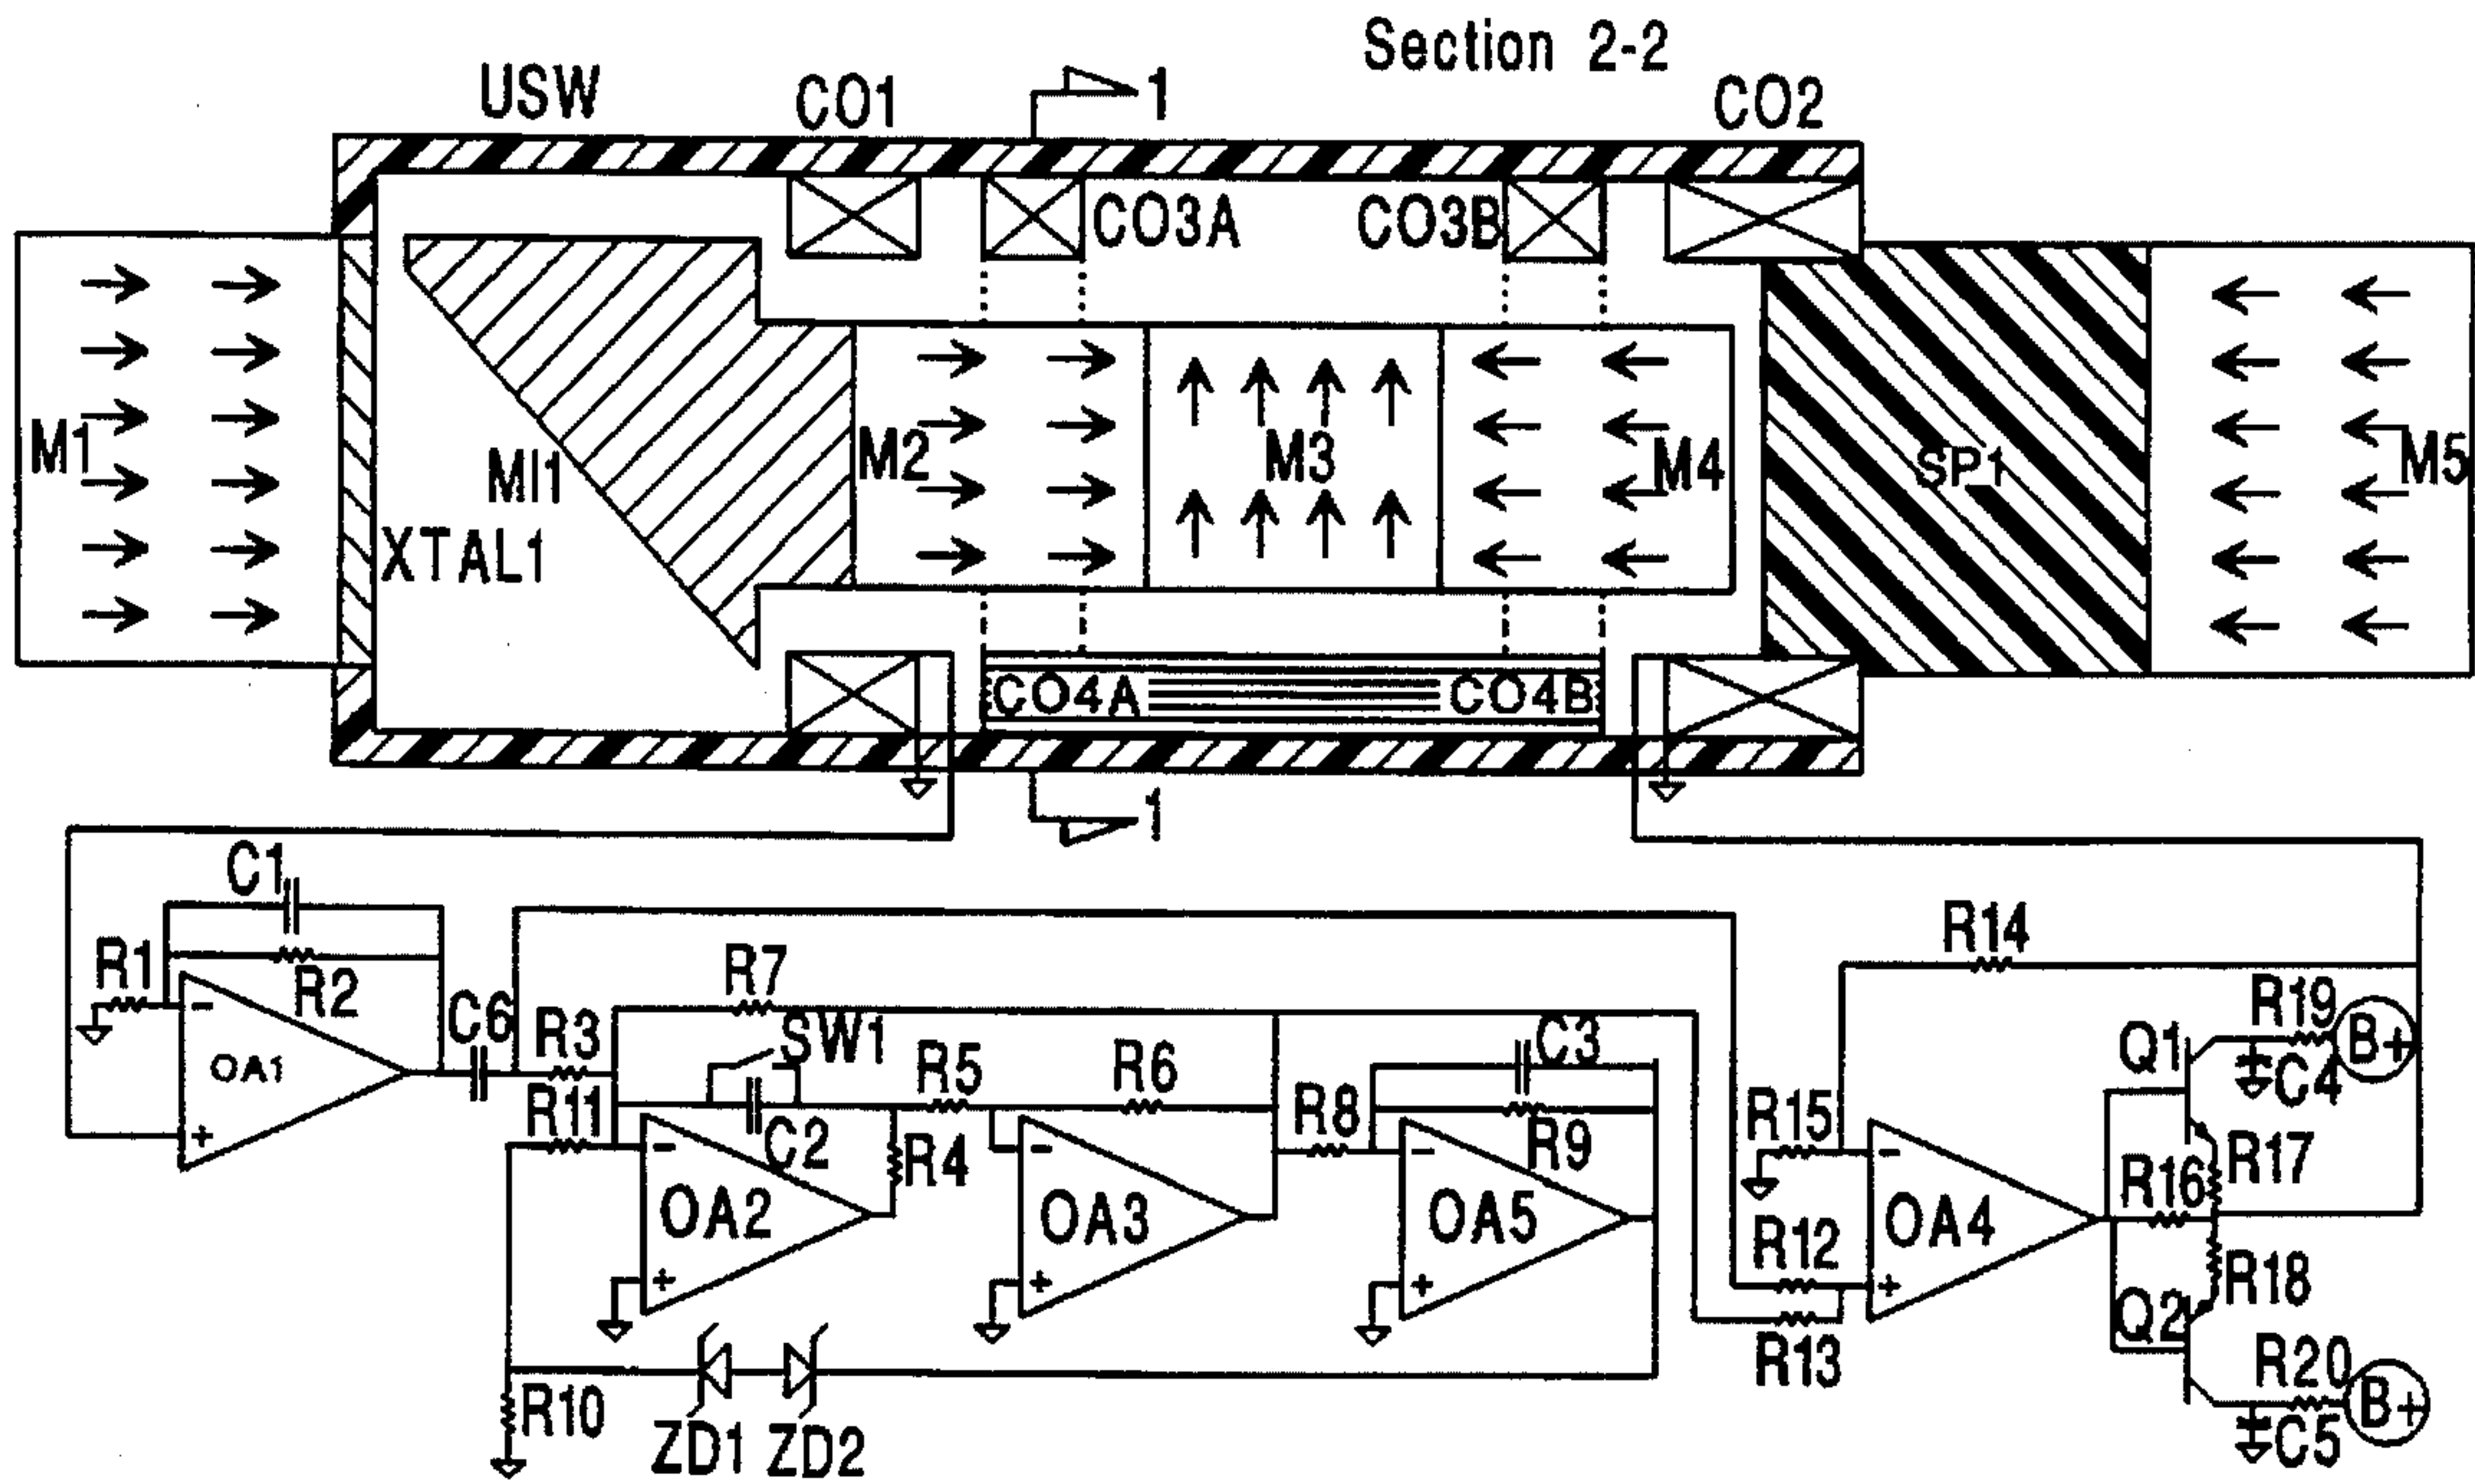 Section 2-2
USW
CO1
1
CO2
CO3A
CO3B
M1
MI1
M2
M3
M4
SP1
M5
XTAL1
CO4A
CO4B
1
C1
R14
R1
R2
R7
R19
B+
C6
R3
SW1
C3
Q1
C4
OA1
R5
R6
R11
R8
R15
C2
R4
R9
R17
-
+
-
-
-
-
R16
OA2
OA3
OA5
R12
OA4
+
+
+
+
R18
Q2
R13
R20
B+
R10
ZD1
ZD2
C5